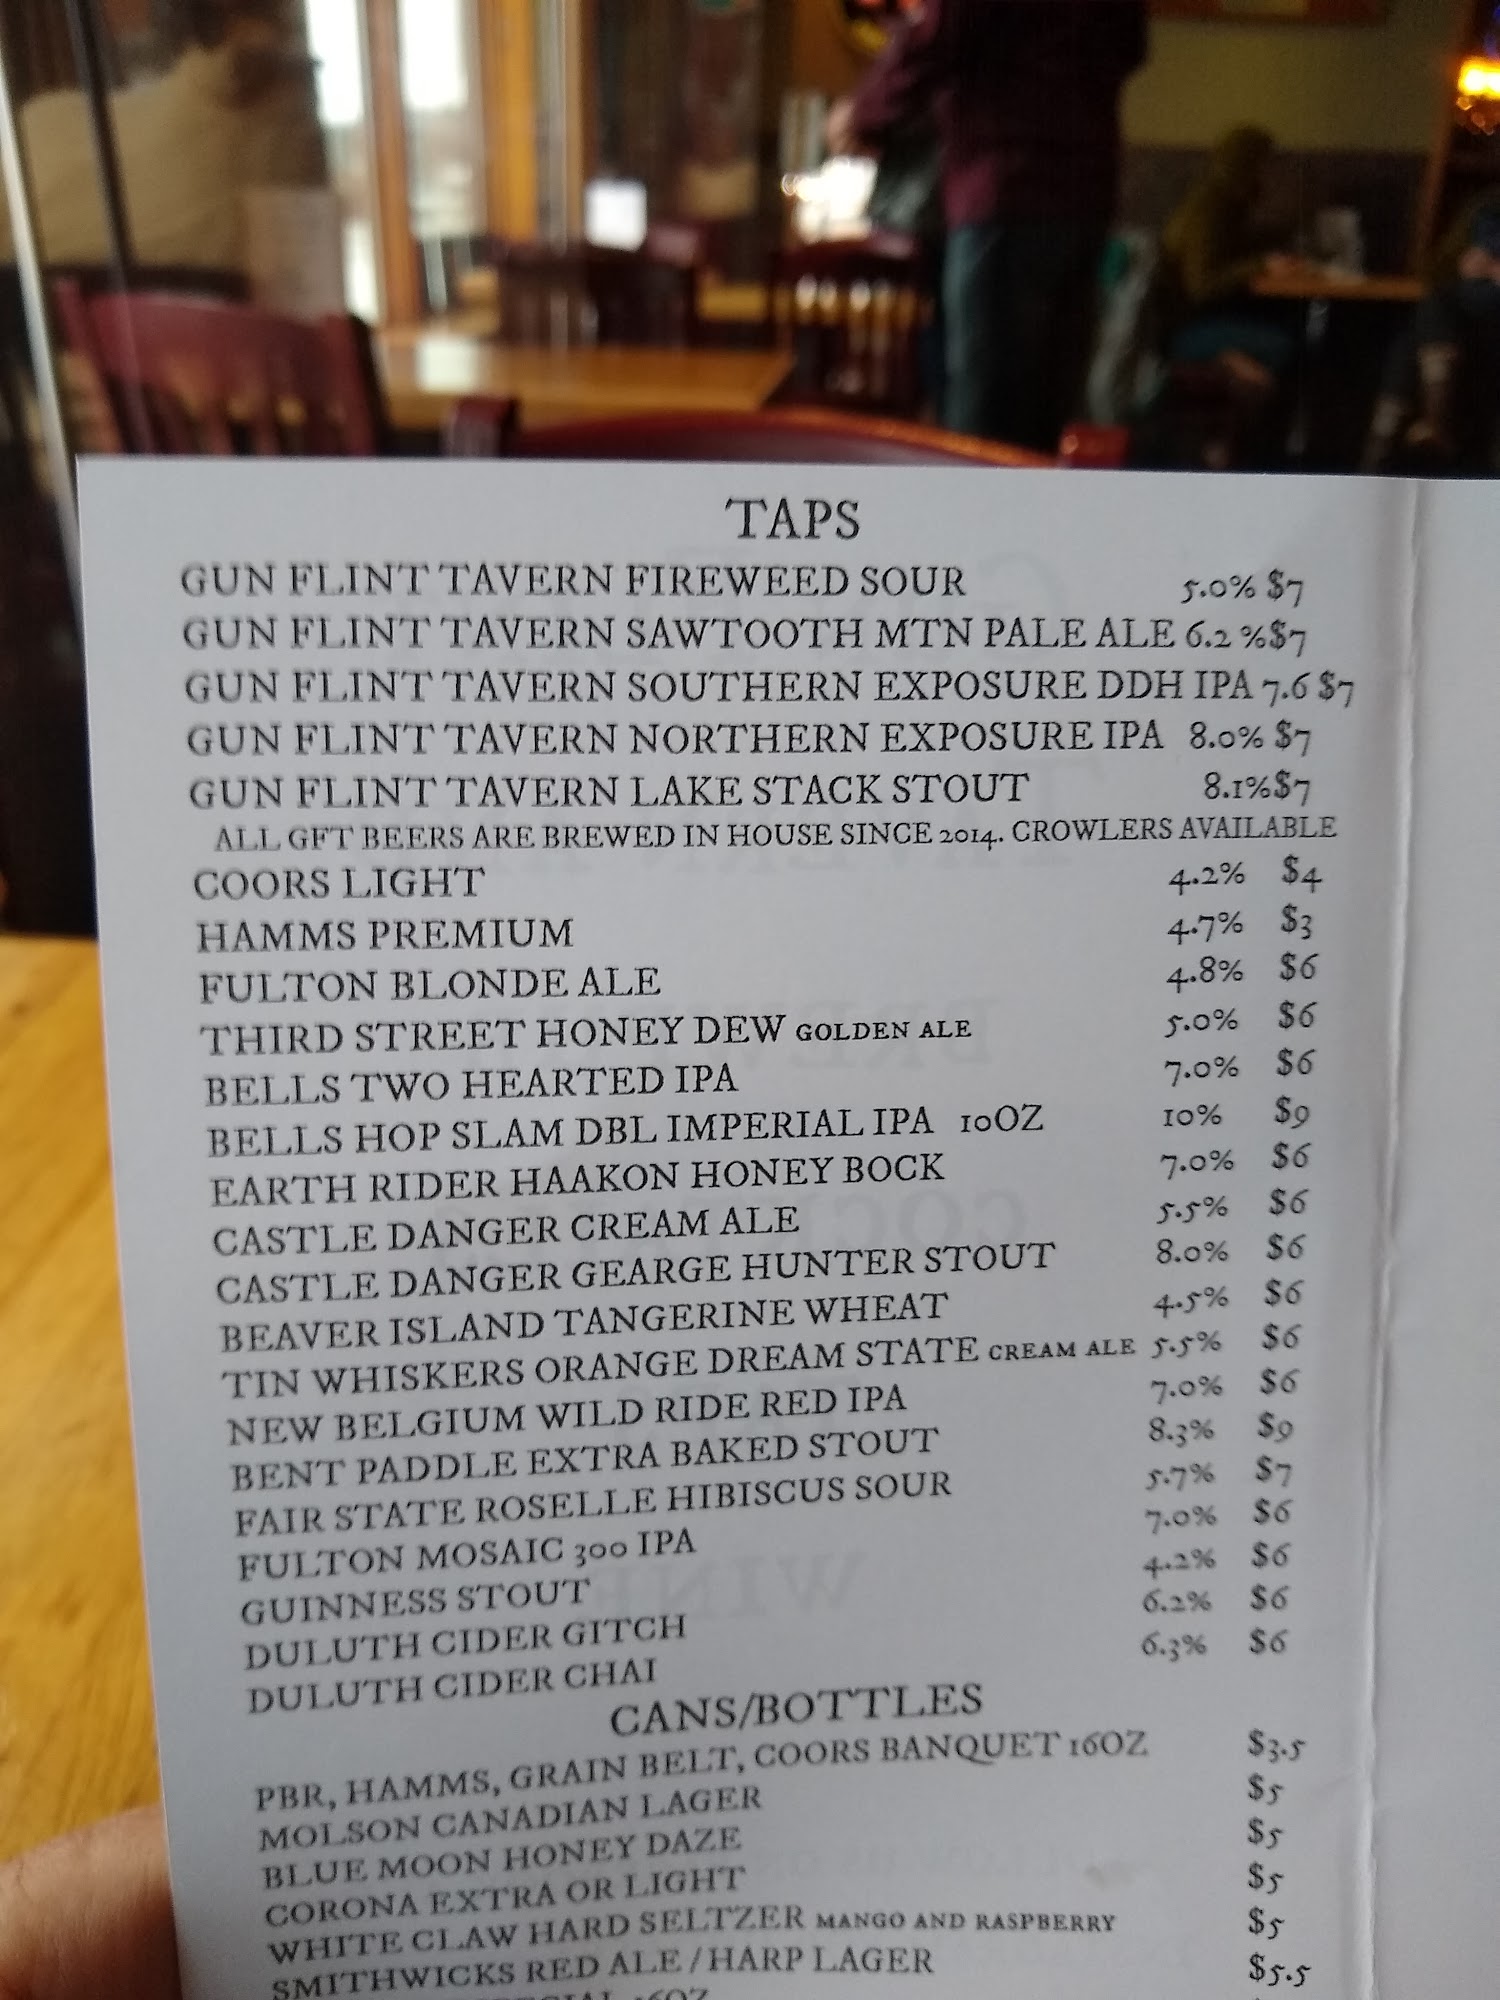 TAPS
GUN FLINT TAVERN FIREWEED SOUR 5.0% $7
GUN FLINT TAVERN SAWTOOTH MTN PALE ALE 6.2 %$7
GUN FLINT TAVERN SOUTHERN EXPOSURE DDH IPA 7.6 $7
GUN FLINT TAVERN NORTHERN EXPOSURE IPA 8.0% $7
GUN FLINT TAVERN LAKE STACK STOUT 8.1%$7
ALL GFT BEERS ARE BREWED IN HOUSE SINCE 2014. CROWLERS AVAILABLE
COORS LIGHT 4.2% $4
HAMMS PREMIUM 4.7% $3
FULTON BLONDE ALE 4.8% $6
THIRD STREET HONEY DEW GOLDEN ALE 5.0% $6
BELLS TWO HEARTED IPA 7.0% $6
BELLS HOP SLAM DBL IMPERIAL IPA 10OZ 10% $9
EARTH RIDER HAAKON HONEY BOCK 7.0% $6
CASTLE DANGER CREAM ALE 5.5% $6
CASTLE DANGER GEARGE HUNTER STOUT 8.0% $6
BEAVER ISLAND TANGERINE WHEAT 4.5% $6
TIN WHISKERS ORANGE DREAM STATE CREAM ALE 5.5% $6
NEW BELGIUM WILD RIDE RED IPA 7.0% $6
BENT PADDLE EXTRA BAKED STOUT 8.3% $9
FAIR STATE ROSELLE HIBISCUS SOUR 5.7% $7
FULTON MOSAIC 300 IPA 7.0% $6
GUINNESS STOUT 4.2% $6
DULUTH CIDER GITCH 6.2% $6
DULUTH CIDER CHAI 6.3% $6
CANS/BOTTLES
PBR, HAMMS, GRAIN BELT, COORS BANQUET 16OZ $3.5
MOLSON CANADIAN LAGER $5
BLUE MOON HONEY DAZE $5
CORONA EXTRA OR LIGHT $5
WHITE CLAW HARD SELTZER MANGO AND RASPBERRY $5
SMITHWICKS RED ALE / HARP LAGER $5.5